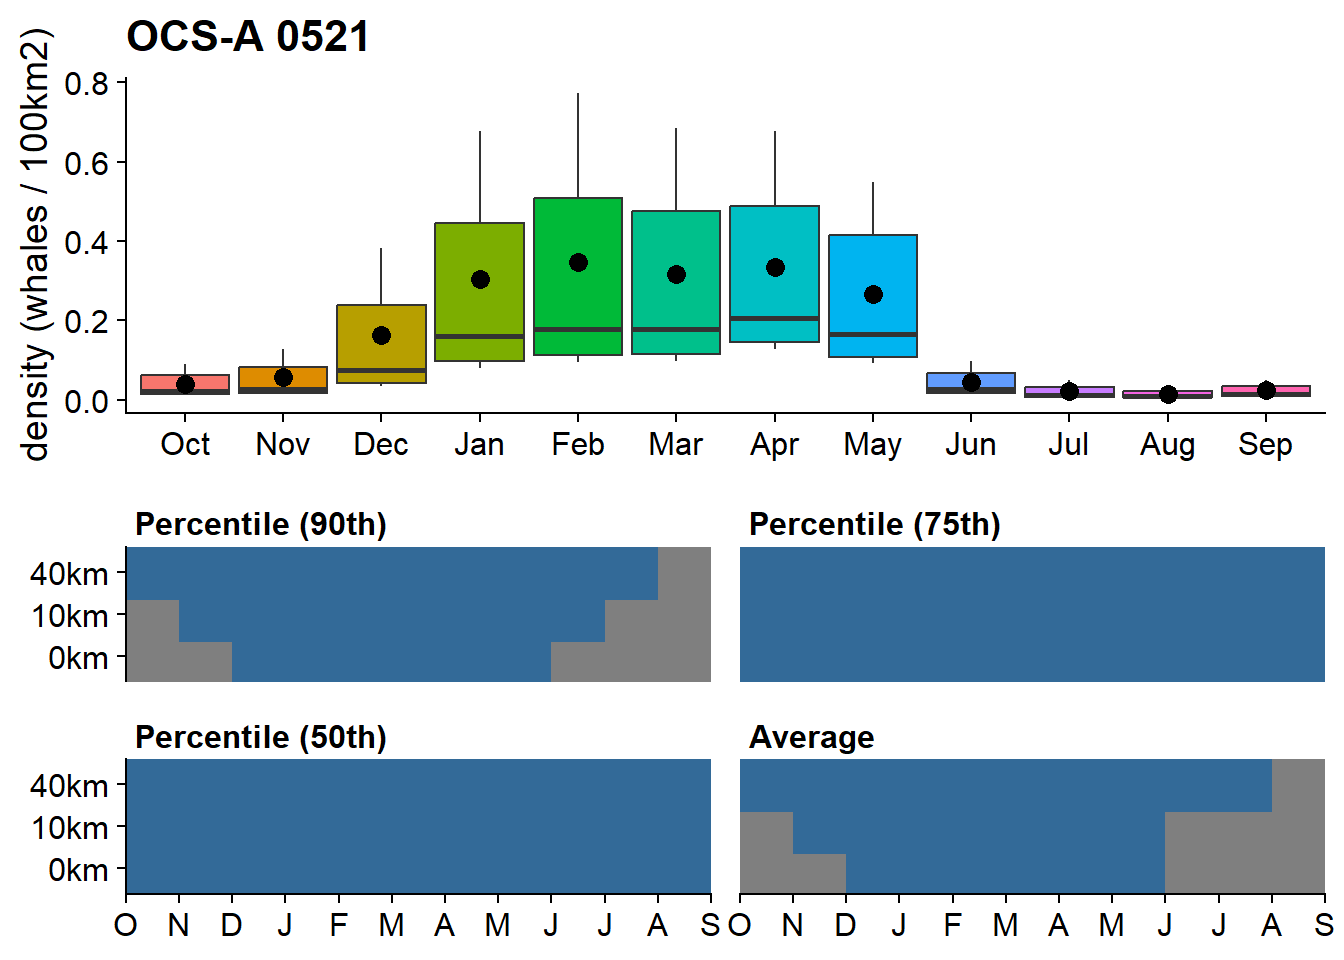 OCS-A 0521
density (whales / 100km2)
0.8
0.6
0.4
0.2
0.0
Oct Nov Dec Jan Feb Mar Apr May Jun Jul Aug Sep
Percentile (90th) Percentile (75th)
40km
10km
0km
Percentile (50th) Average
40km
10km
0km
O N D J F M A M J J A S O N D J F M A M J J A S